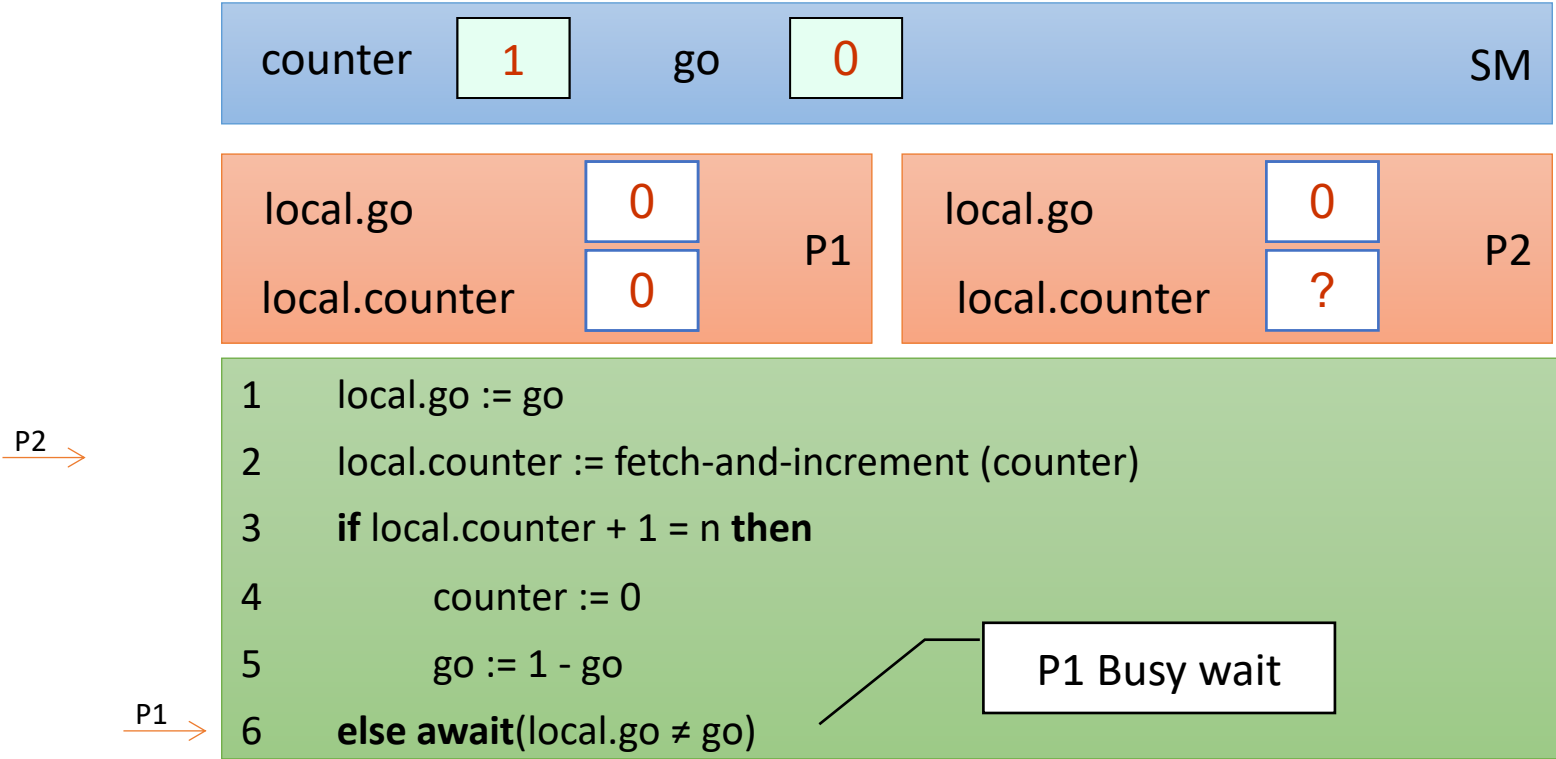 counter 1 go 0 SM
local.go 0
local.counter 0
P1
local.go 0
local.counter ?
P2
1 local.go := go
P2
2 local.counter := fetch-and-increment (counter)
3 if local.counter + 1 = n then
4 counter := 0
5 go := 1 - go
P1 Busy wait
P1
6 else await(local.go ≠ go)